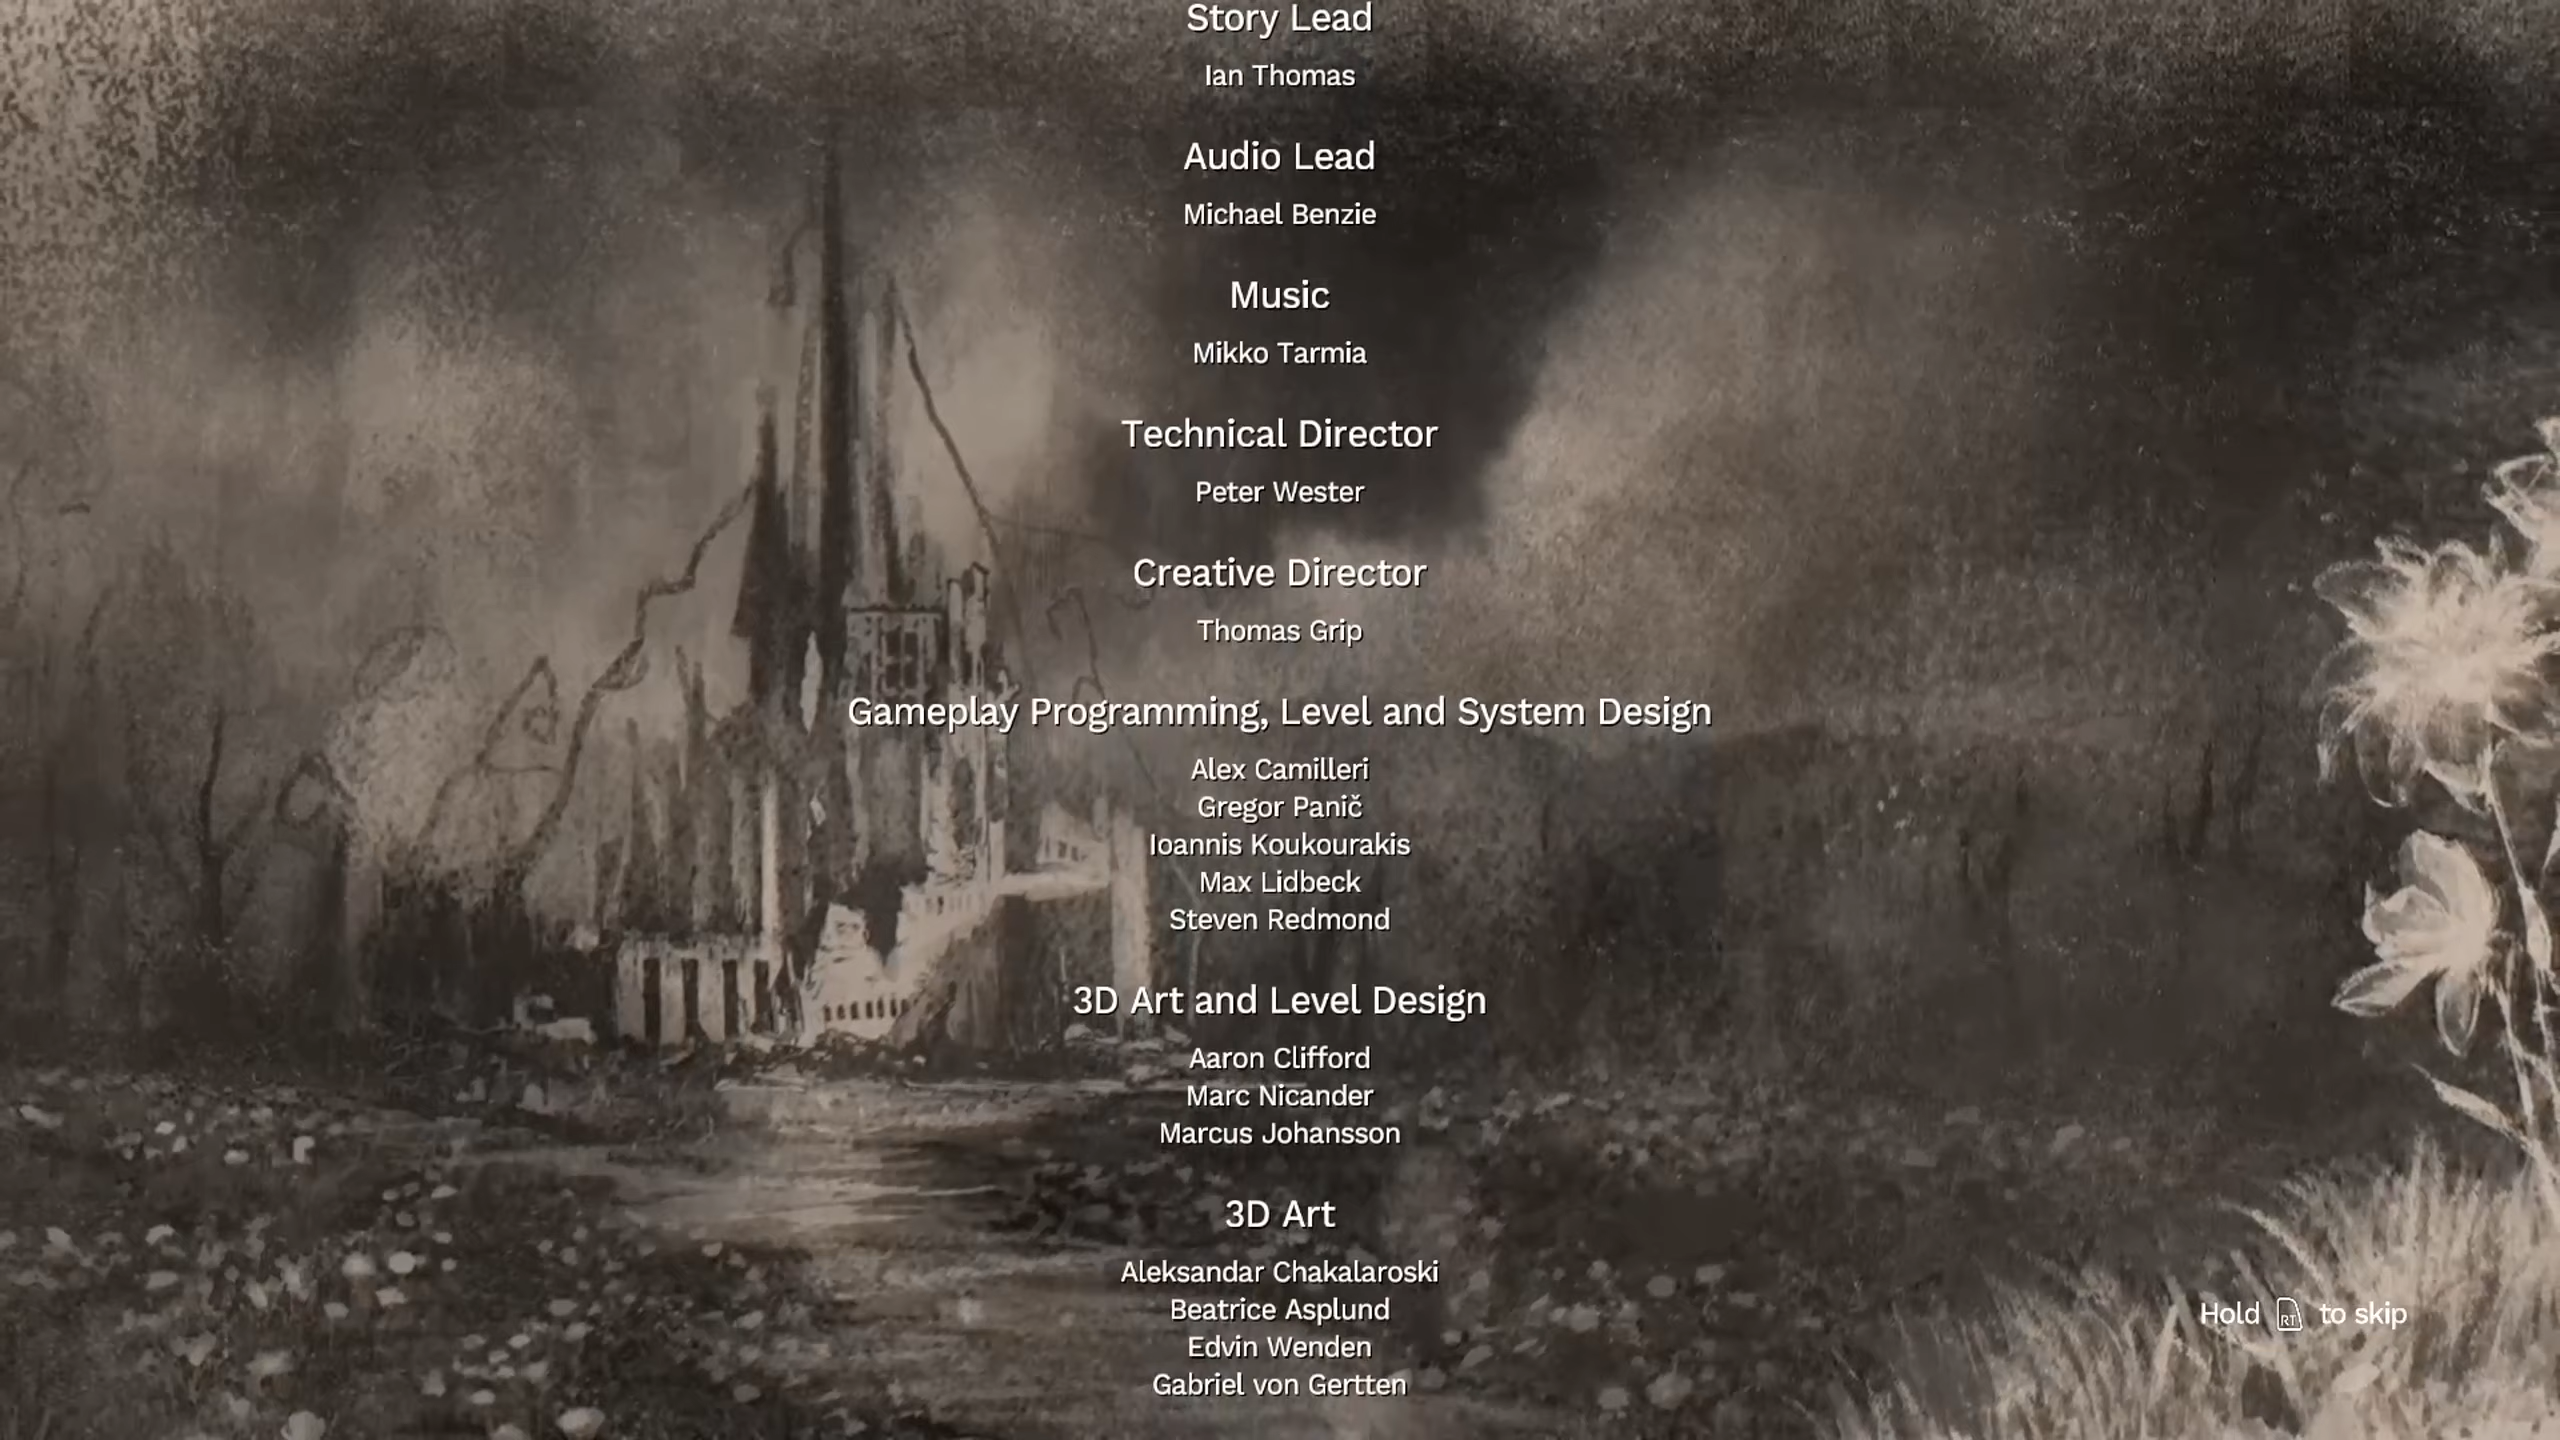 Story Lead
Ian Thomas
Audio Lead
Michael Benzie
Music
Mikko Tarmia
Technical Director
Peter Wester
Creative Director
Thomas Grip
Gameplay Programming, Level and System Design
Alex Camilleri
Gregor Panič
Ioannis Koukourakis
Max Lidbeck
Steven Redmond
3D Art and Level Design
Aaron Clifford
Marc Nicander
Marcus Johansson
3D Art
Aleksandar Chakalaroski
Beatrice Asplund
Edvin Wenden
Gabriel von Gertten
Hold RT to skip